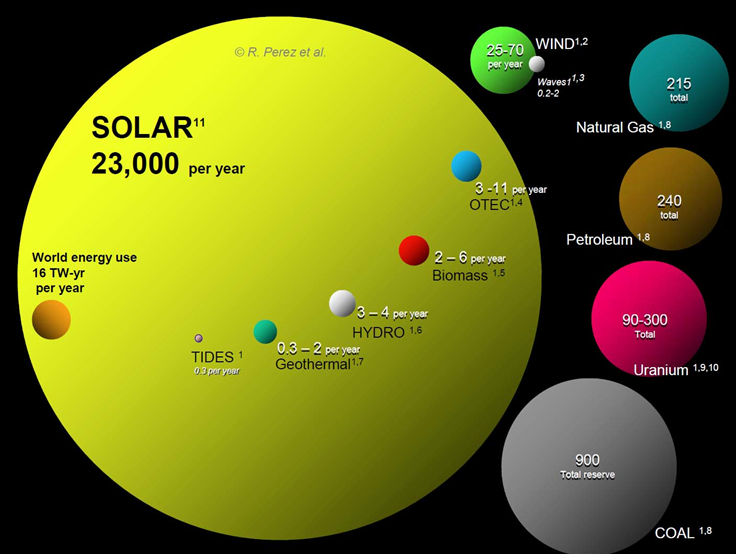 © R. Perez et al.
SOLAR11
23,000 per year
World energy use
16 TW-yr
per year
TIDES 1
0.3 per year
0.3 – 2 per year
Geothermal1,7
3 – 4 per year
HYDRO 1,6
2 – 6 per year
Biomass 1,5
3 -11 per year
OTEC1,4
25-70
per year
WIND1,2
Waves11,3
0.2-2
215
total
Natural Gas 1,8
240
total
Petroleum 1,8
90-300
Total
Uranium 1,9,10
900
Total reserve
COAL 1,8